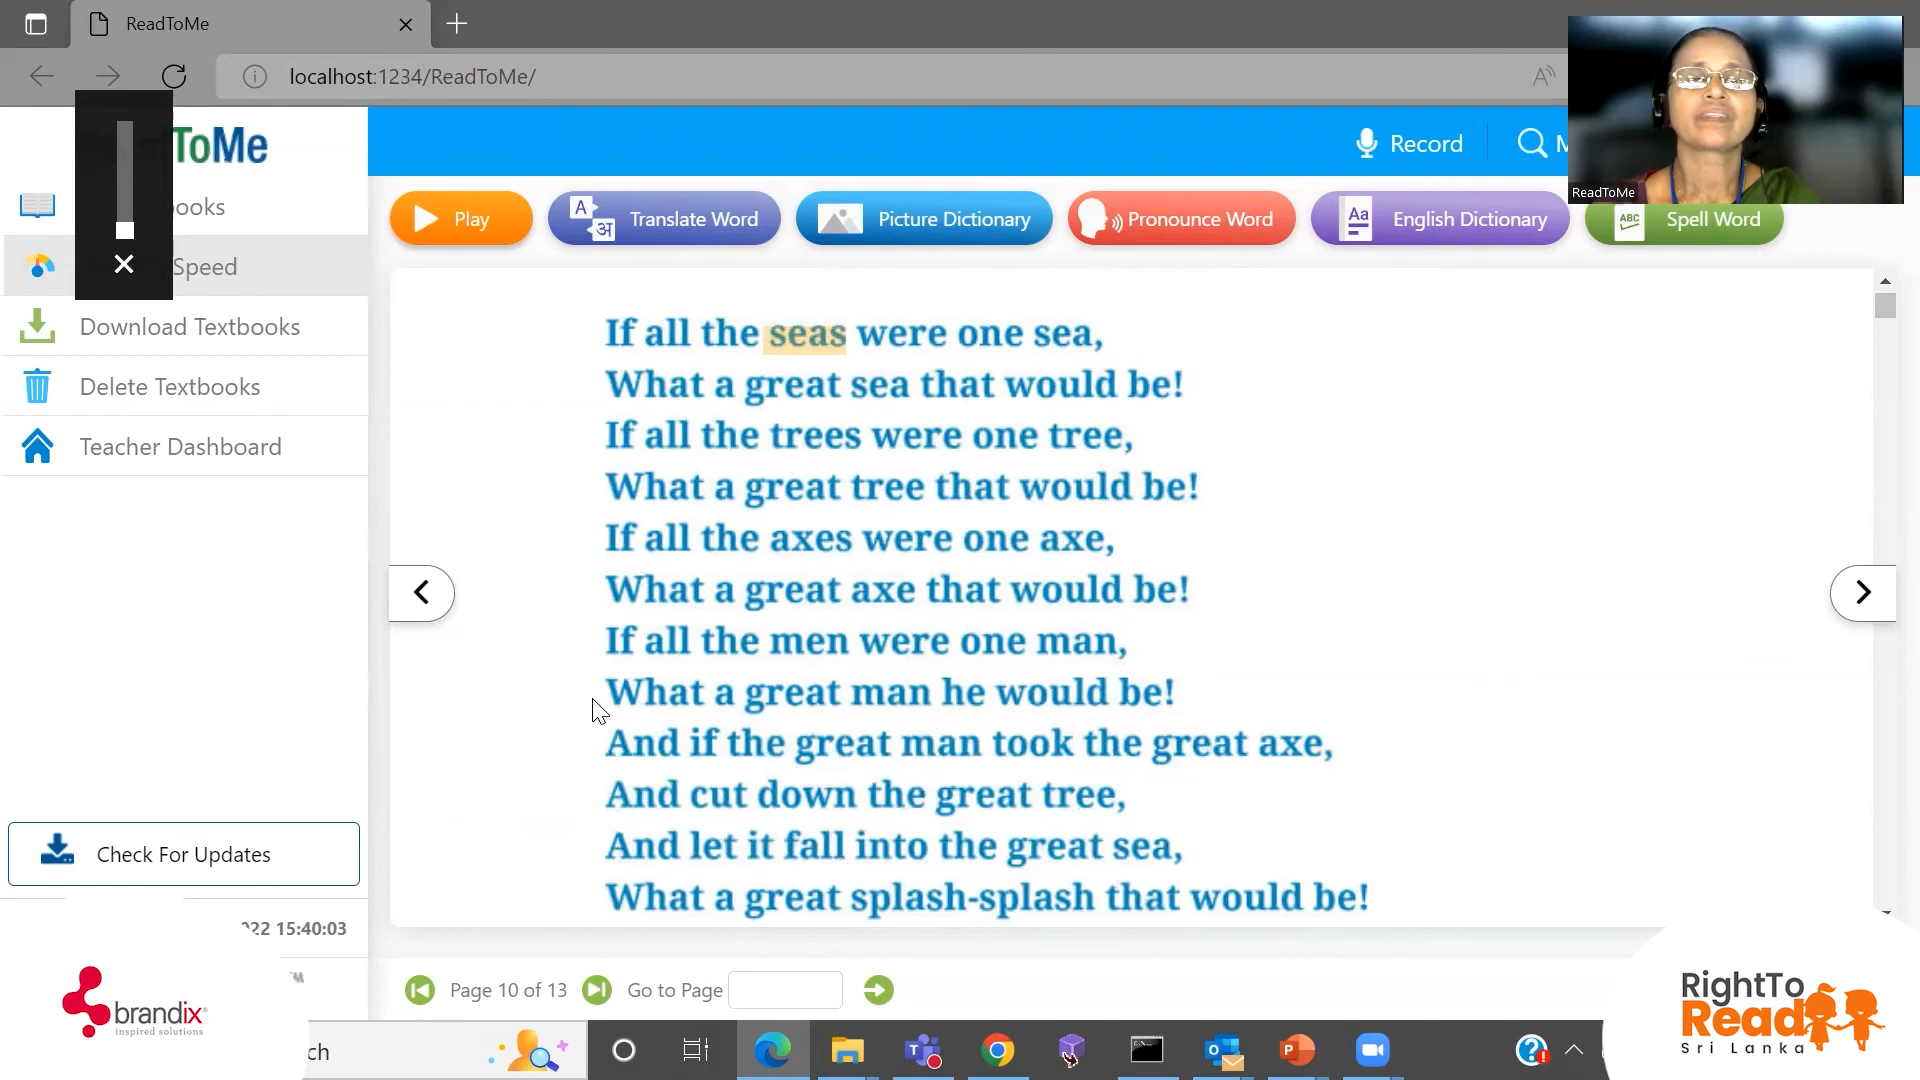 ReadToMe
localhost:1234/ReadToMe/
ToMe
Record
M
ReadToMe
books
Speed
Download Textbooks
Delete Textbooks
Teacher Dashboard
Play
Translate Word
Picture Dictionary
Pronounce Word
English Dictionary
Spell Word
If all the seas were one sea,
What a great sea that would be!
If all the trees were one tree,
What a great tree that would be!
If all the axes were one axe,
What a great axe that would be!
If all the men were one man,
What a great man he would be!
And if the great man took the great axe,
And cut down the great tree,
And let it fall into the great sea,
What a great splash-splash that would be!
Check For Updates
022 15:40:03
Page 10 of 13
Go to Page
brandix
inspired solutions
RightTo
Read
Sri Lanka
ch